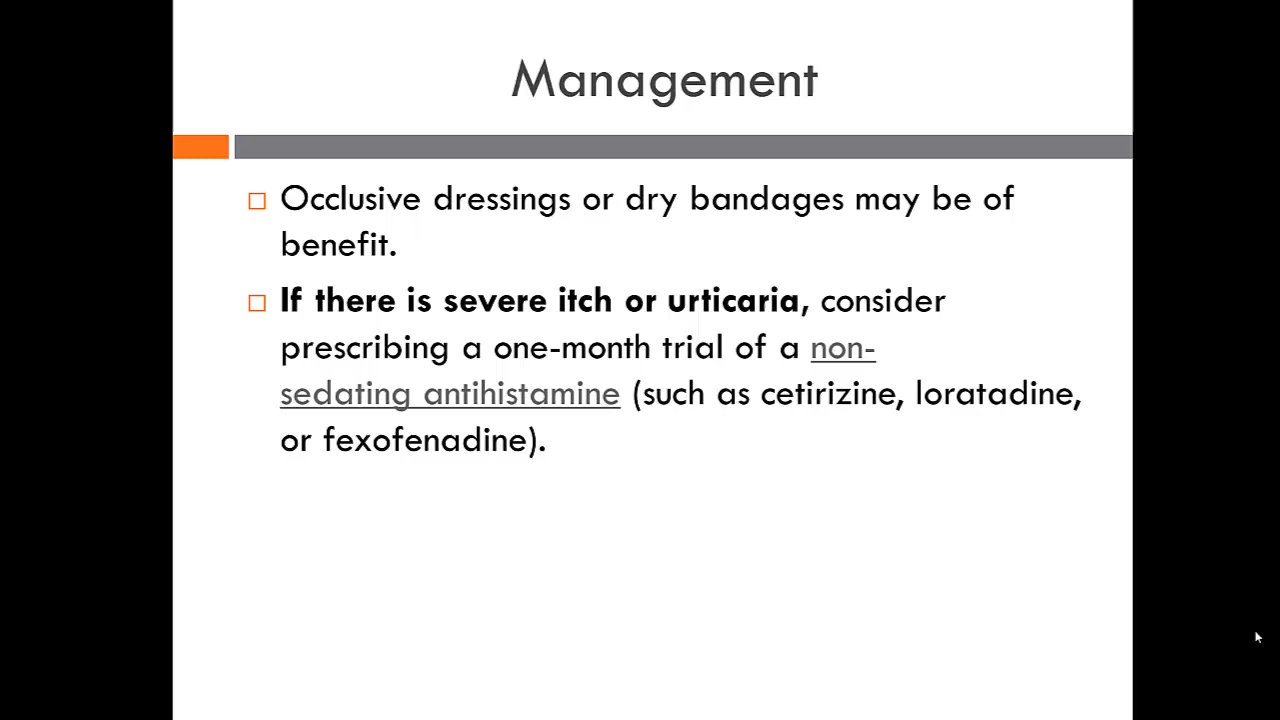 Management
Occlusive dressings or dry bandages may be of
benefit.
If there is severe itch or urticaria, consider
prescribing a one-month trial of a non-
sedating antihistamine (such as cetirizine, loratadine,
or fexofenadine).